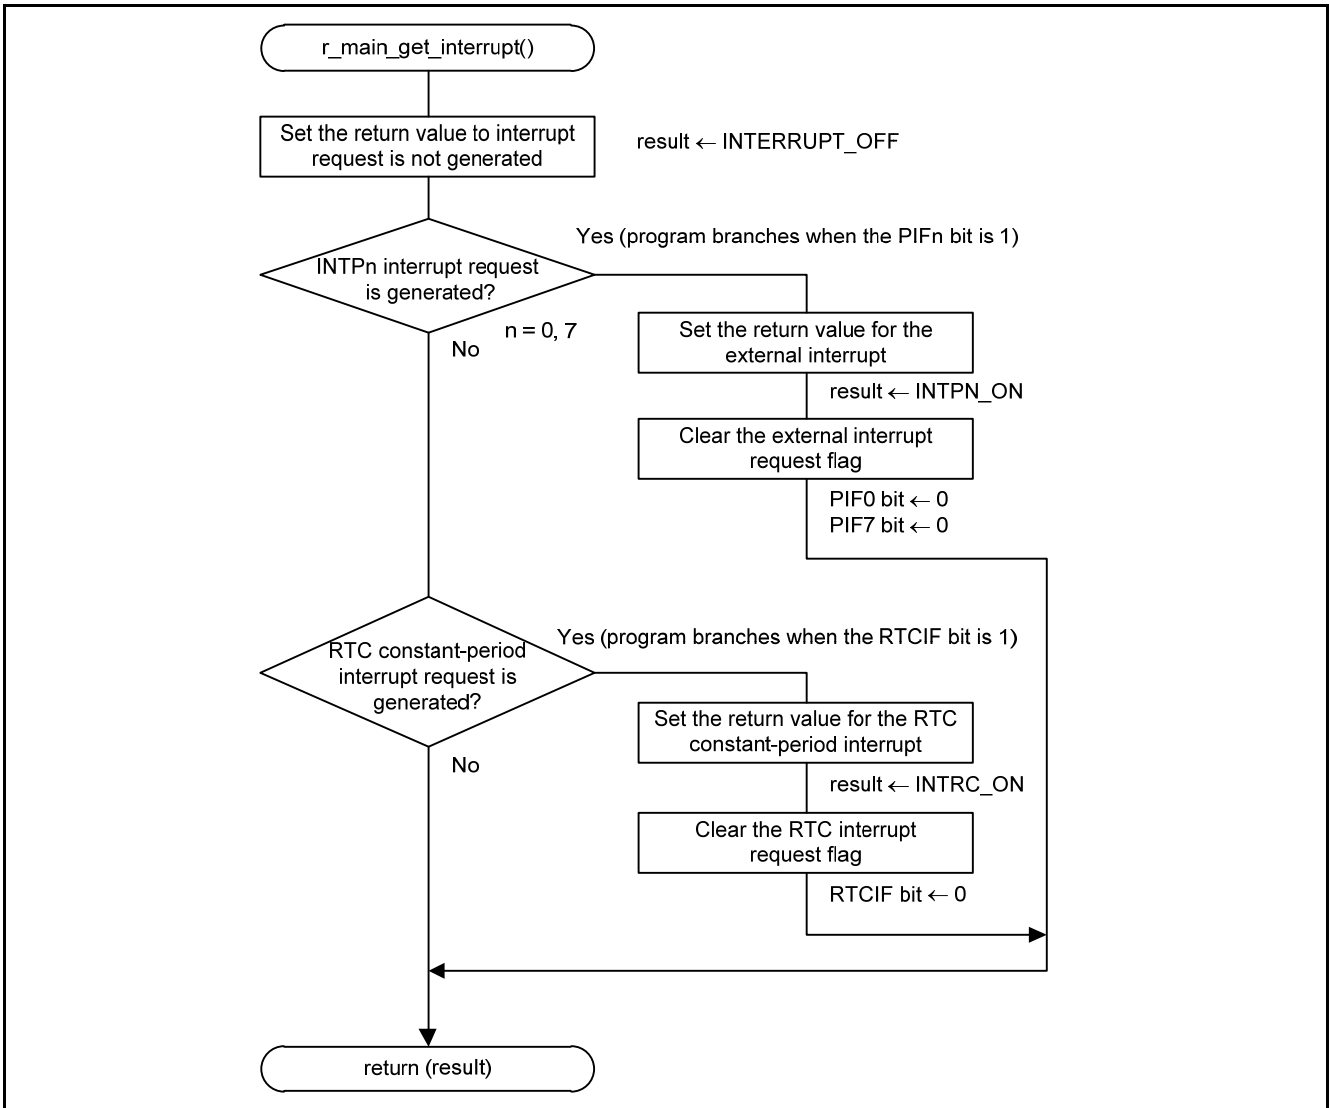 r_main_get_interrupt()
Set the return value to interrupt
request is not generated
result ← INTERRUPT_OFF
Yes (program branches when the PIFn bit is 1)
INTPn interrupt request
is generated?
n = 0, 7
No
Set the return value for the
external interrupt
result ← INTPN_ON
Clear the external interrupt
request flag
PIF0 bit ← 0
PIF7 bit ← 0
Yes (program branches when the RTCIF bit is 1)
RTC constant-period
interrupt request is
generated?
No
Set the return value for the RTC
constant-period interrupt
result ← INTRC_ON
Clear the RTC interrupt
request flag
RTCIF bit ← 0
return (result)